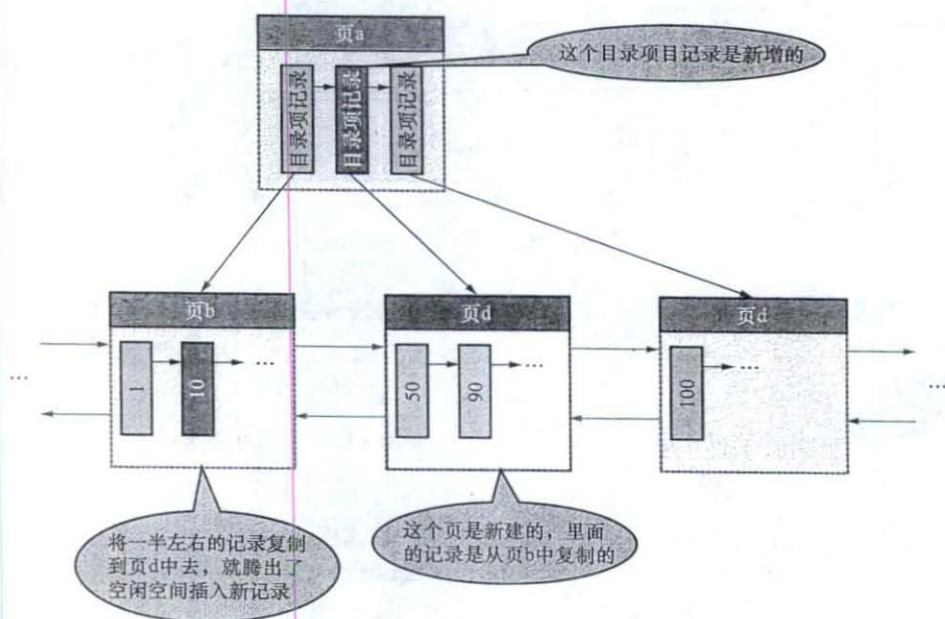 页a
这个目录项目记录是新增的
目录项记录
目录项记录
目录项记录
页b
页d
页d
1
10
…
50
90
…
100
…
…
…
将一半左右的记录复制
到页d中去，就腾出了
空闲空间插入新记录
这个页是新建的，里面
的记录是从页b中复制的